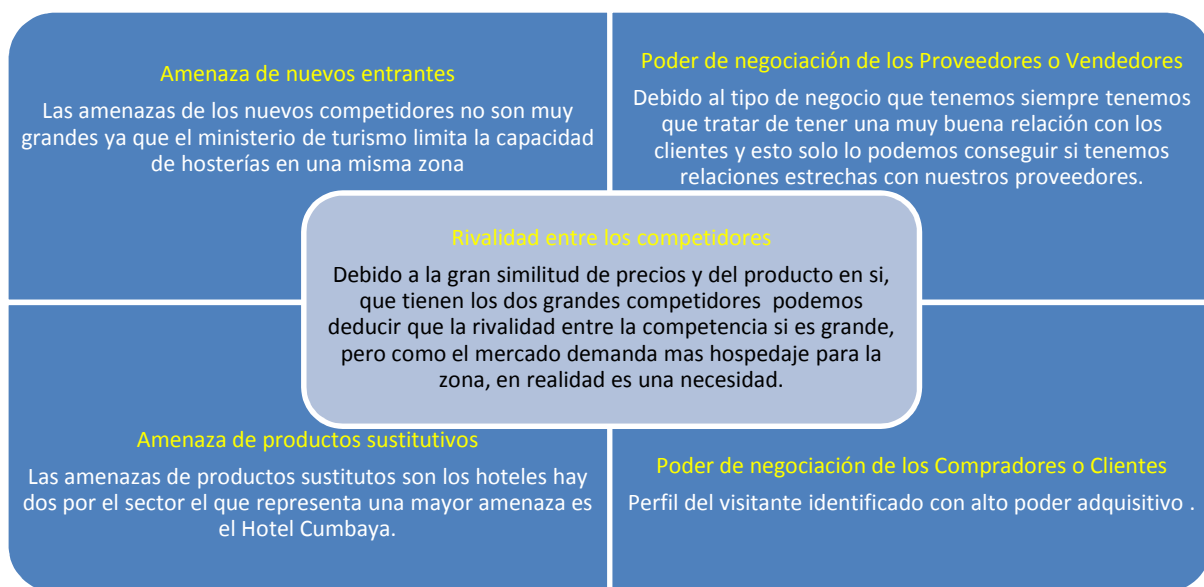 Amenaza de nuevos entrantes
Las amenazas de los nuevos competidores no son muy
grandes ya que el ministerio de turismo limita la capacidad
de hosterías en una misma zona
Poder de negociación de los Proveedores o Vendedores
Debido al tipo de negocio que tenemos siempre tenemos
que tratar de tener una muy buena relación con los
clientes y esto solo lo podemos conseguir si tenemos
relaciones estrechas con nuestros proveedores.
Rivalidad entre los competidores
Debido a la gran similitud de precios y del producto en si,
que tienen los dos grandes competidores podemos
deducir que la rivalidad entre la competencia si es grande,
pero como el mercado demanda mas hospedaje para la
zona, en realidad es una necesidad.
Amenaza de productos sustitutivos
Las amenazas de productos sustitutos son los hoteles hay
dos por el sector el que representa una mayor amenaza es
el Hotel Cumbaya.
Poder de negociación de los Compradores o Clientes
Perfil del visitante identificado con alto poder adquisitivo .